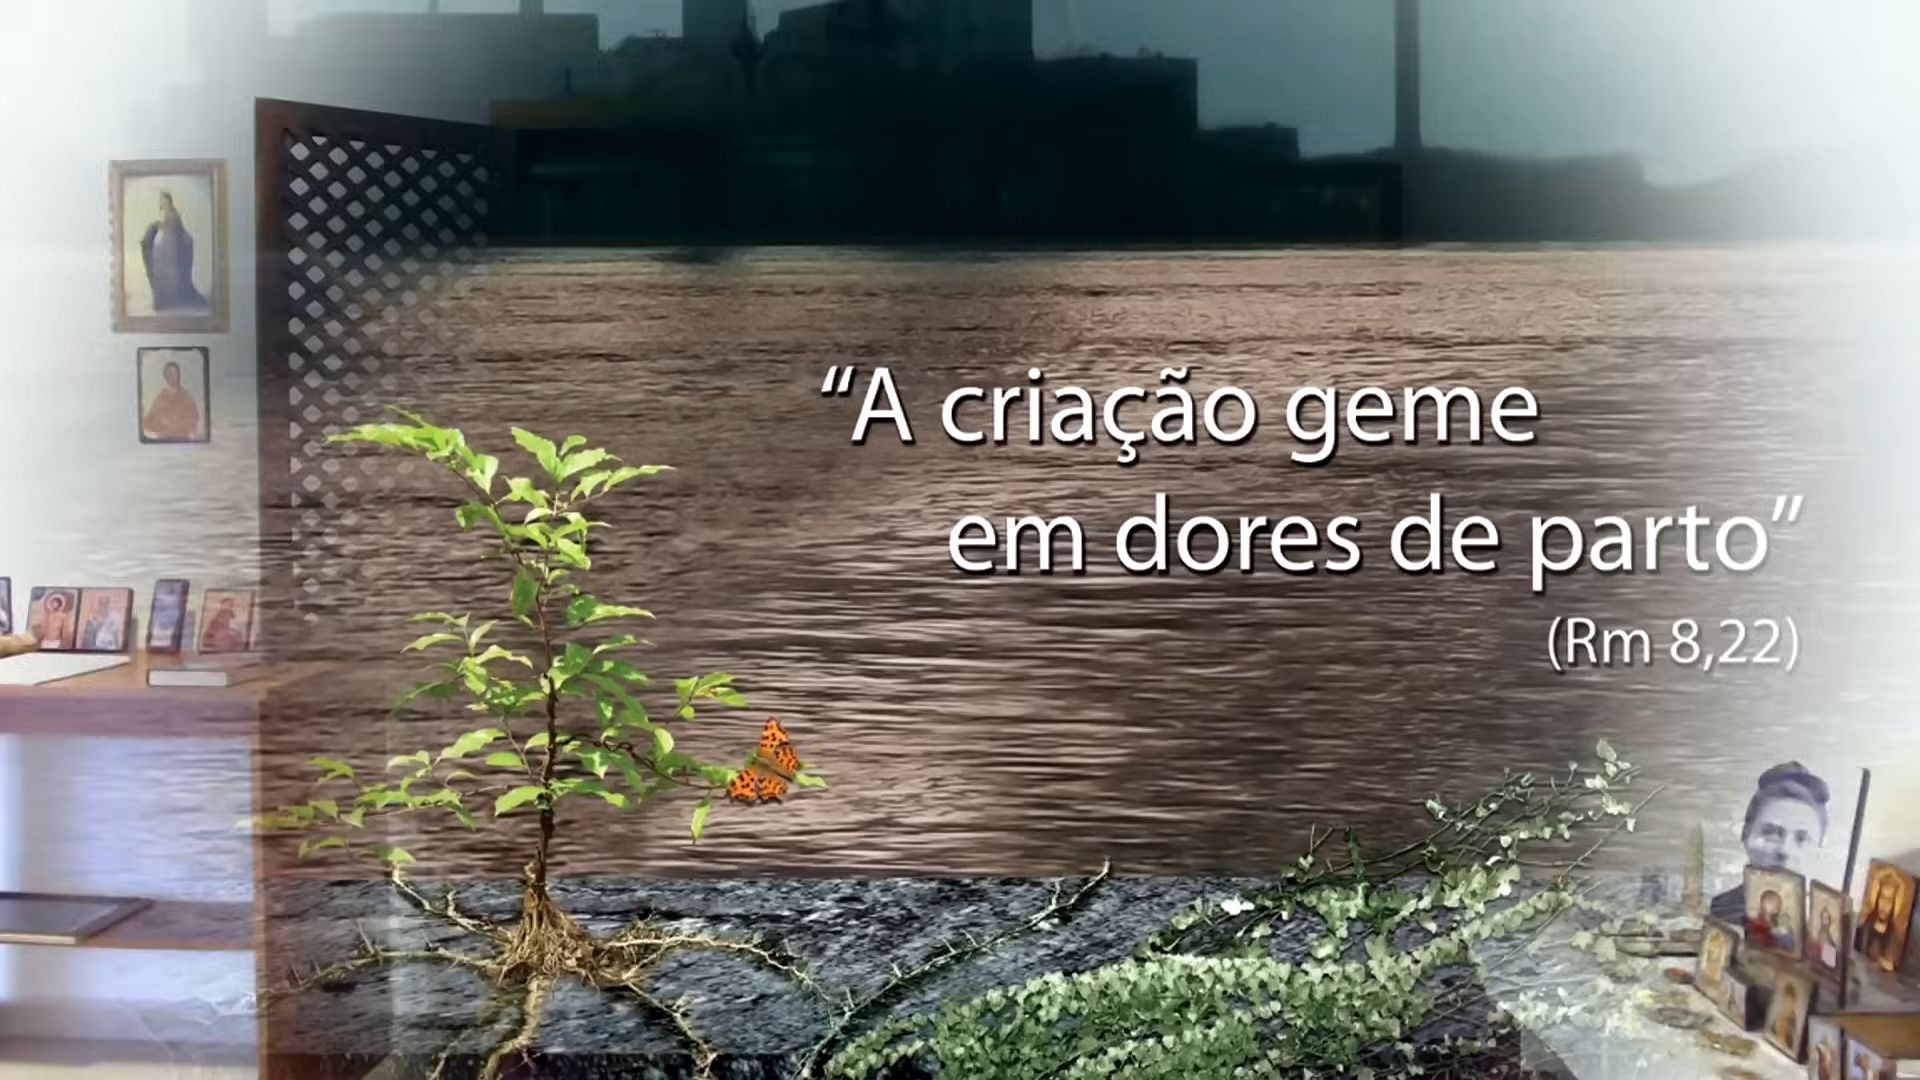 “A criação geme
em dores de parto”
(Rm 8,22)